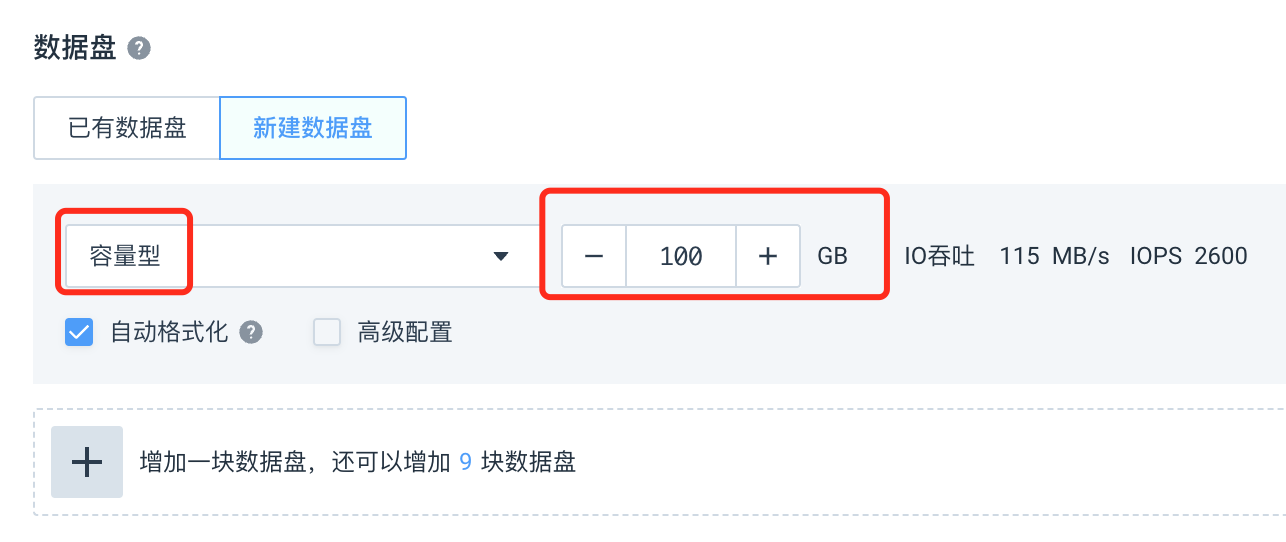 数据盘 ?
已有数据盘 新建数据盘
容量型 − 100 + GB IO吞吐 115 MB/s IOPS 2600
自动格式化 ? 高级配置
+ 增加一块数据盘，还可以增加 9 块数据盘